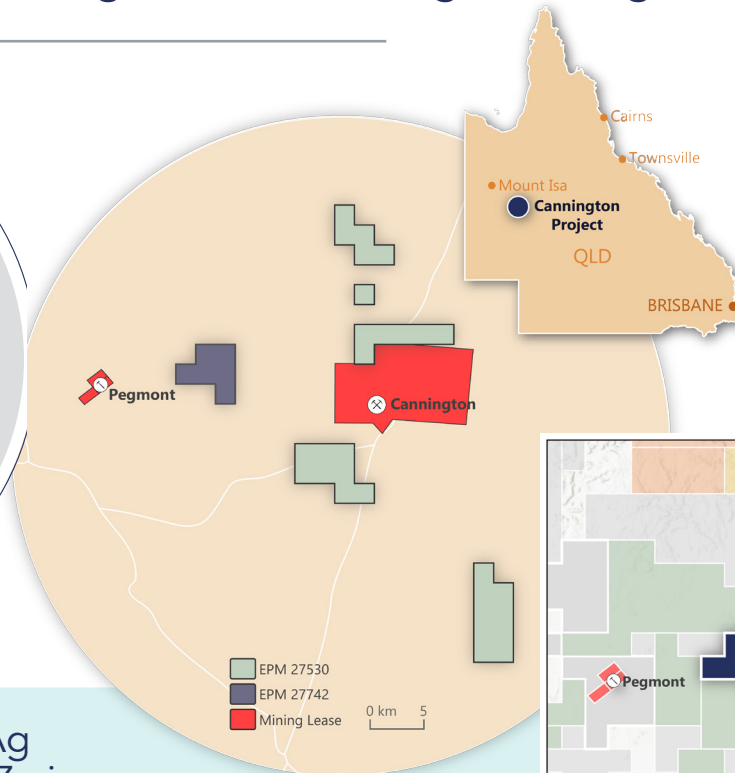 Cairns
Townsville
Mount Isa
Cannington
Project
QLD
BRISBANE
Pegmont
Cannington
EPM 27530
EPM 27742
Mining Lease
0 km 5
Pegmont
Ag